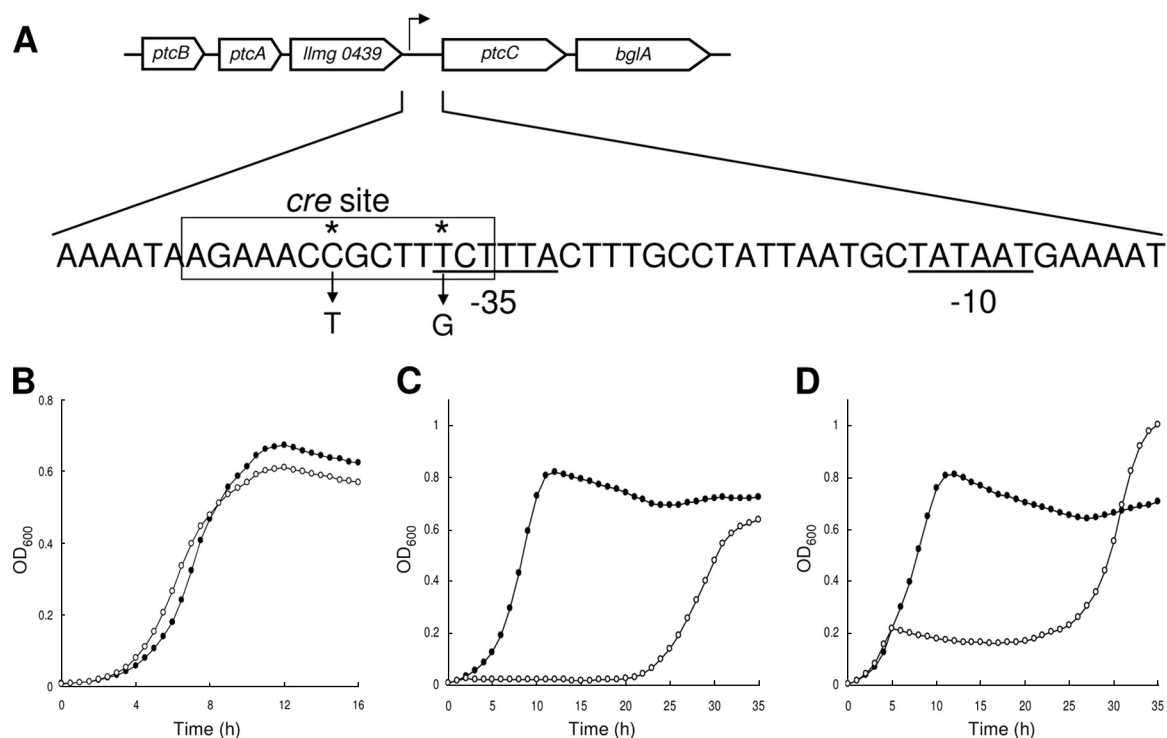 A
ptcB ptcA llmg 0439 ptcC bglA
cre site
* *
AAAATAAGAAACCGCTTTCTTTTACTTTGCCTATTAATGCTATAATGAAAAT
-35 -10
T G
B
OD600
0.8
0.6
0.4
0.2
0
0 4 8 12 16
Time (h)
C
OD600
1
0.8
0.6
0.4
0.2
0
0 5 10 15 20 25 30 35
Time (h)
D
OD600
1
0.8
0.6
0.4
0.2
0
0 5 10 15 20 25 30 35
Time (h)